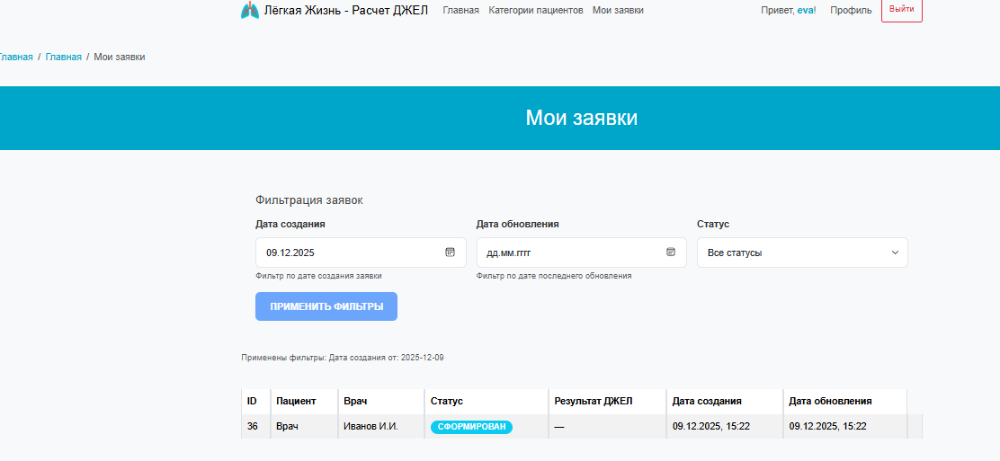 Лёгкая Жизнь - Расчет ДЖЕЛ Главная Категории пациентов Мои заявки Привет, eva! Профиль Выйти
Главная / Главная / Мои заявки
Мои заявки
Фильтрация заявок
Дата создания Дата обновления Статус
09.12.2025 дд.мм.гггг Все статусы
Фильтр по дате создания заявки Фильтр по дате последнего обновления
ПРИМЕНИТЬ ФИЛЬТРЫ
Применены фильтры: Дата создания от: 2025-12-09
ID Пациент Врач Статус Результат ДЖЕЛ Дата создания Дата обновления
36 Врач Иванов И.И. СФОРМИРОВАН — 09.12.2025, 15:22 09.12.2025, 15:22